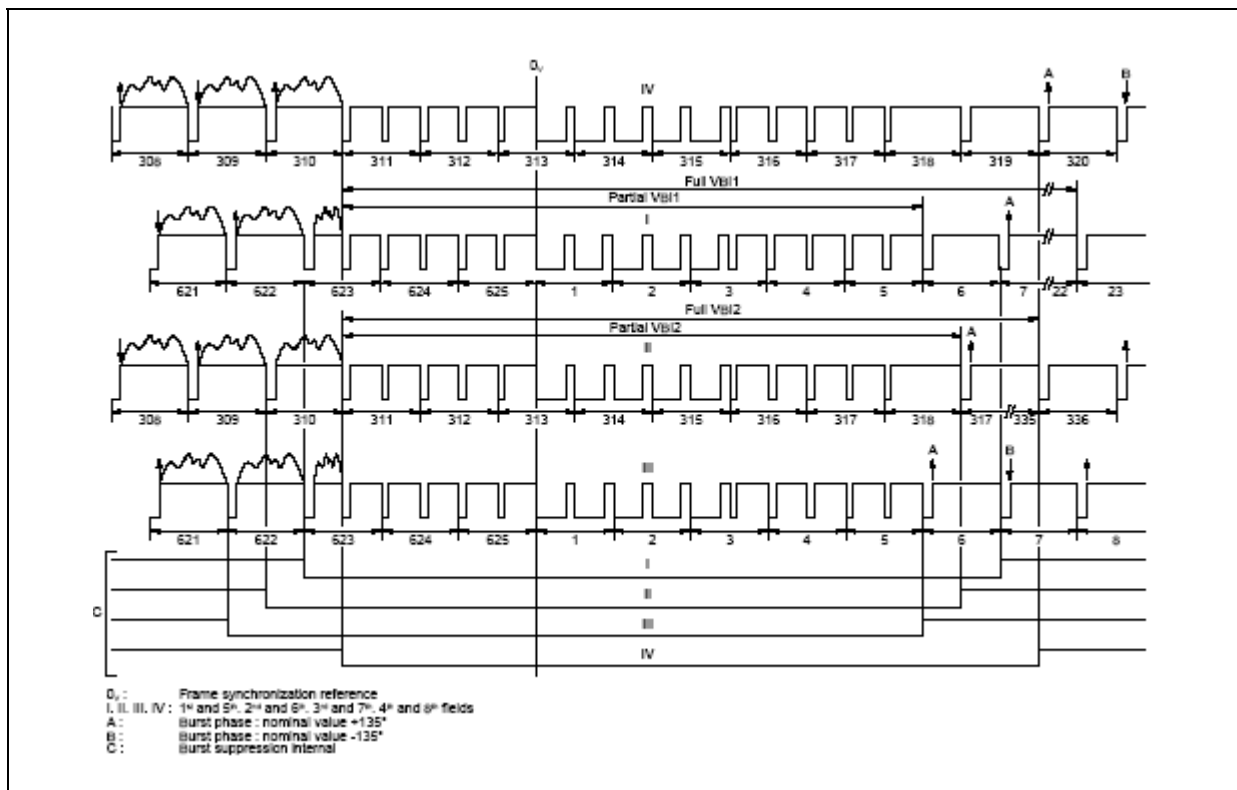 0ᵥ
IV
A
B
308 309 310 311 312 313 314 315 316 317 318 319 320
Full VBI1
Partial VBI1
I
A
621 622 623 624 625 1 2 3 4 5 6 7 22 23
Full VBI2
Partial VBI2
II
A
308 309 310 311 312 313 314 315 316 317 318 317 335 336
III
A
B
621 622 623 624 625 1 2 3 4 5 6 7 8
C
I
II
III
IV
0ᵥ : Frame synchronization reference
I. II. III. IV : 1st and 5th. 2nd and 6th. 3rd and 7th. 4th and 8th fields
A : Burst phase : nominal value +135°
B : Burst phase : nominal value -135°
C : Burst suppression internal